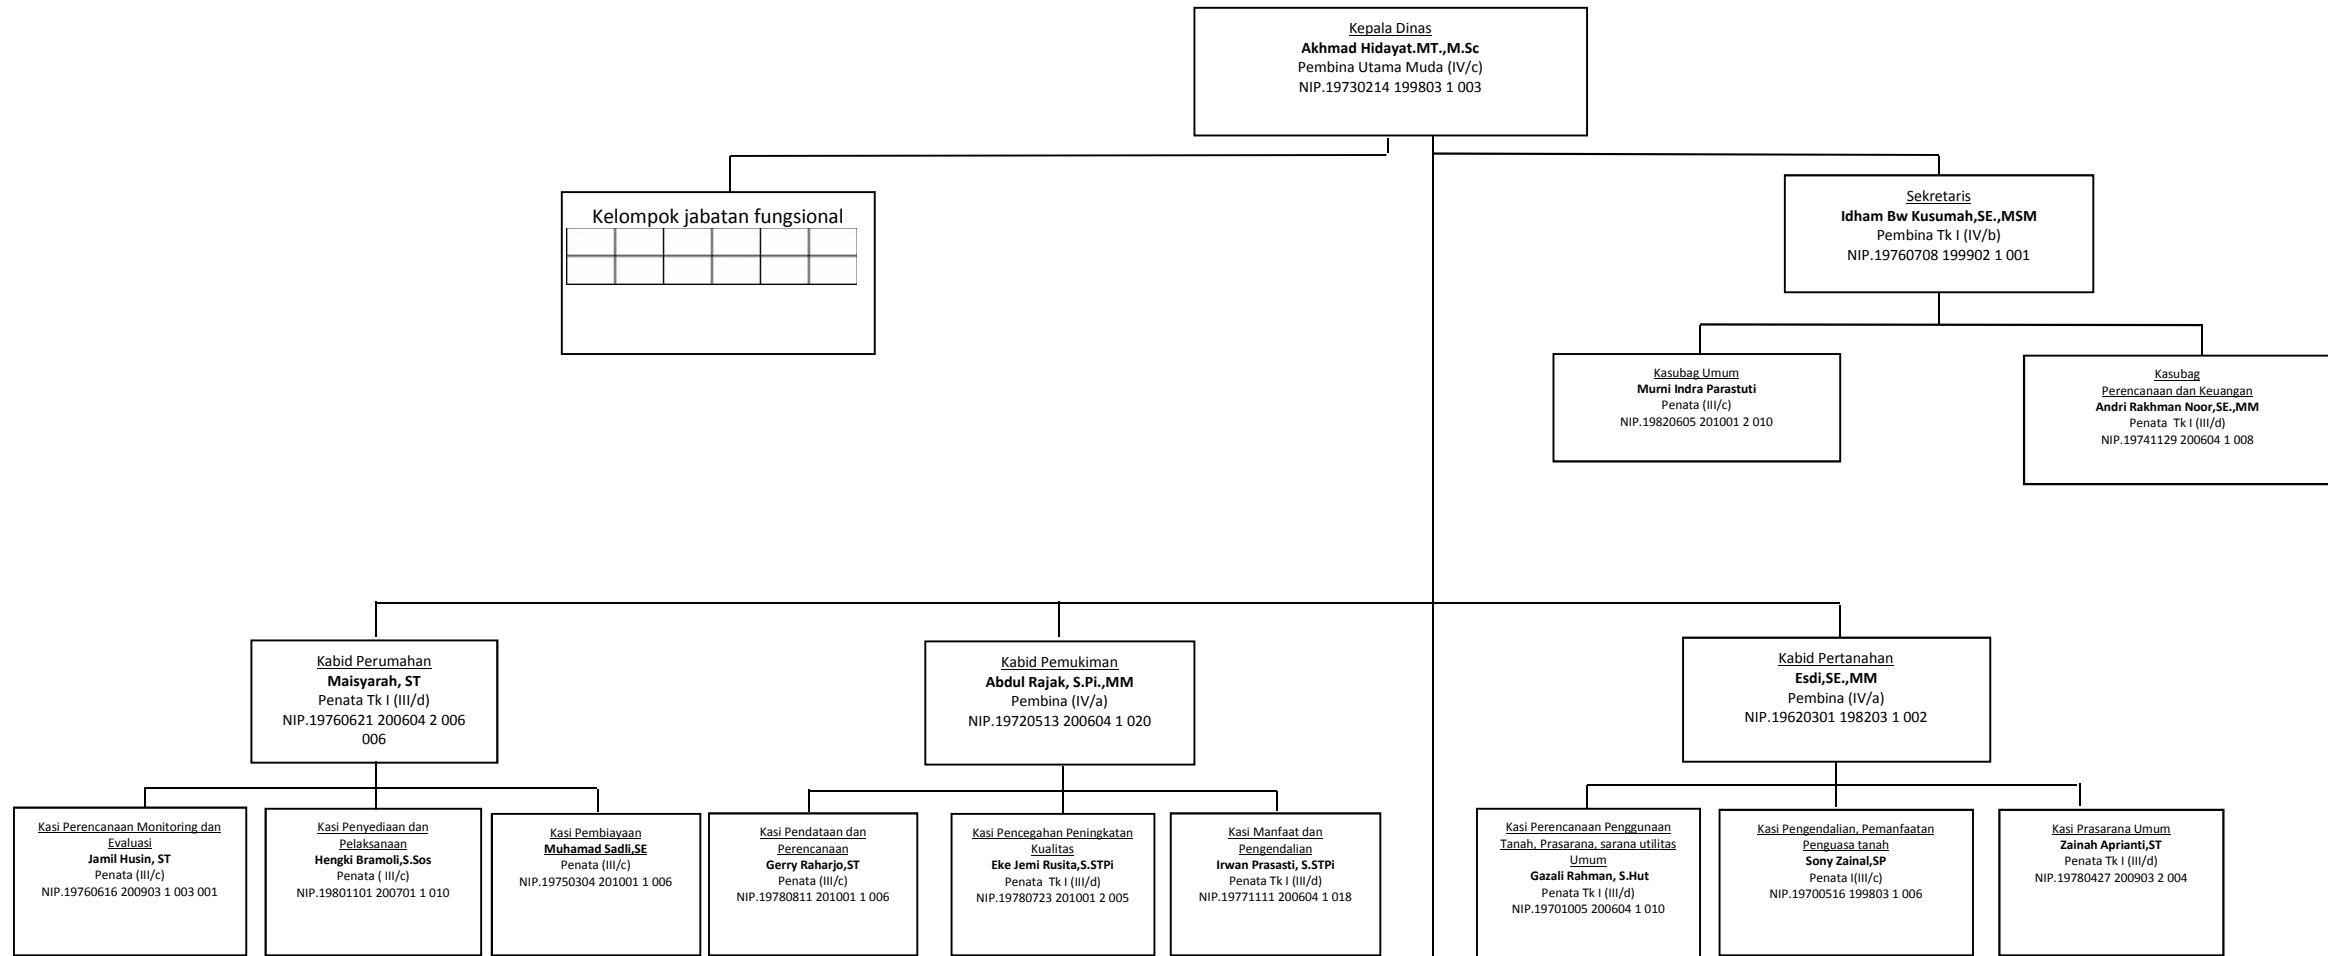 Kepala Dinas
Akhmad Hidayat.MT.,M.Sc
Pembina Utama Muda (IV/c)
NIP.19730214 199803 1 003
Kelompok jabatan fungsional
Sekretaris
Idham Bw Kusumah,SE.,MSM
Pembina Tk I (IV/b)
NIP.19760708 199902 1 001
Kasubag Umum
Murni Indra Parastuti
Penata (III/c)
NIP.19820605 201001 2 010
Kasubag
Perencanaan dan Keuangan
Andri Rakhman Noor,SE.,MM
Penata Tk I (III/d)
NIP.19741129 200604 1 008
Kabid Perumahan
Maisyarah, ST
Penata Tk I (III/d)
NIP.19760621 200604 2 006
006
Kabid Pemukiman
Abdul Rajak, S.Pi.,MM
Pembina (IV/a)
NIP.19720513 200604 1 020
Kabid Pertanahan
Esdi,SE.,MM
Pembina (IV/a)
NIP.19620301 198203 1 002
Kasi Perencanaan Monitoring dan
Evaluasi
Jamil Husin, ST
Penata (III/c)
NIP.19760616 200903 1 003 001
Kasi Penyediaan dan
Pelaksanaan
Hengki Bramoli,S.Sos
Penata ( III/c)
NIP.19801101 200701 1 010
Kasi Pembiayaan
Muhamad Sadli,SE
Penata (III/c)
NIP.19750304 201001 1 006
Kasi Pendataan dan
Perencanaan
Gerry Raharjo,ST
Penata (III/c)
NIP.19780811 201001 1 006
Kasi Pencegahan Peningkatan
Kualitas
Eke Jemi Rusita,S.STPi
Penata Tk I (III/d)
NIP.19780723 201001 2 005
Kasi Manfaat dan
Pengendalian
Irwan Prasasti, S.STPi
Penata Tk I (III/d)
NIP.19771111 200604 1 018
Kasi Perencanaan Penggunaan
Tanah, Prasarana, sarana utilitas
Umum
Gazali Rahman, S.Hut
Penata Tk I (III/d)
NIP.19701005 200604 1 010
Kasi Pengendalian, Pemanfaatan
Penguasa tanah
Sony Zainal,SP
Penata I(III/c)
NIP.19700516 199803 1 006
Kasi Prasarana Umum
Zainah Aprianti,ST
Penata Tk I (III/d)
NIP.19780427 200903 2 004